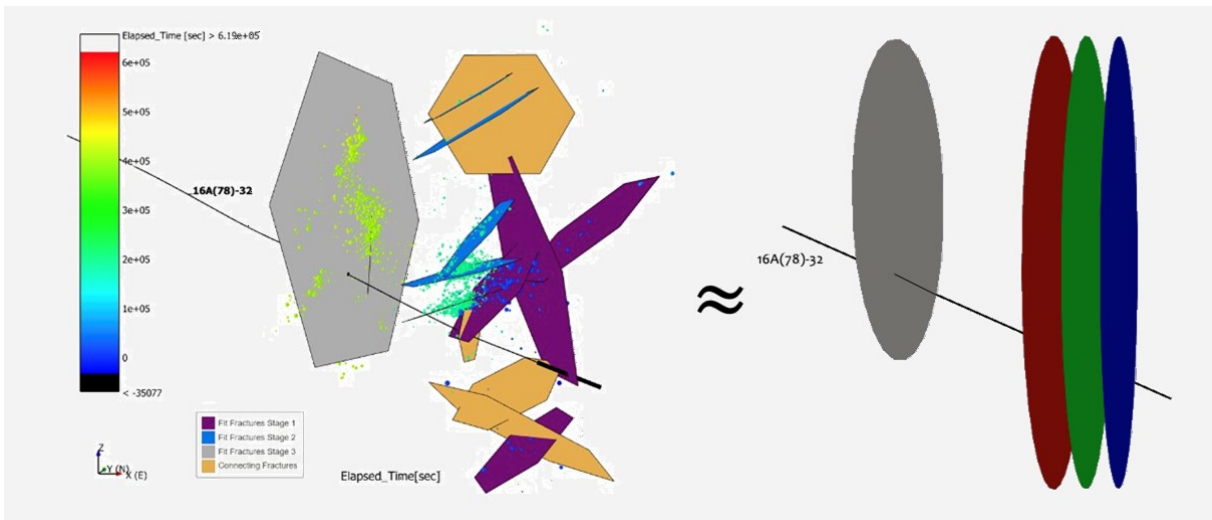 Elapsed_Time [sec] > 6.19e+05
6e+05
5e+05
4e+05
3e+05
2e+05
1e+05
0
< -35077
16A(78)-32
Fit Fractures Stage 1
Fit Fractures Stage 2
Fit Fractures Stage 3
Connecting Fractures
Z
Y (N)
X (E)
Elapsed_Time[sec]
≈
16A(78)-32